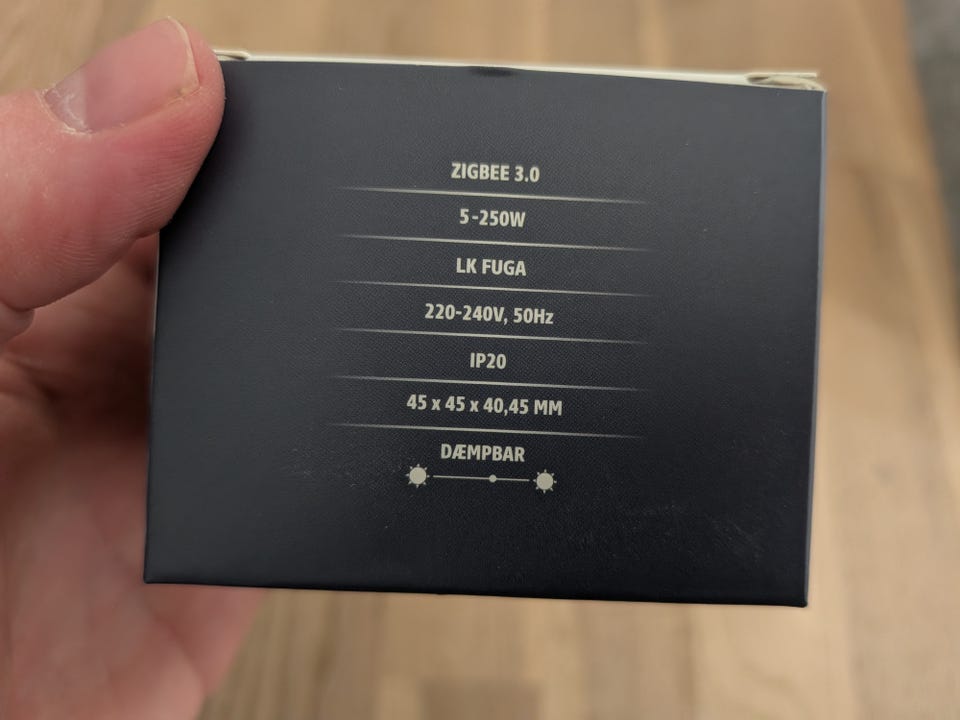 ZIGBEE 3.0
5-250W
LK FUGA
220-240V, 50Hz
IP20
45 x 45 x 40,45 MM
DÆMPBAR